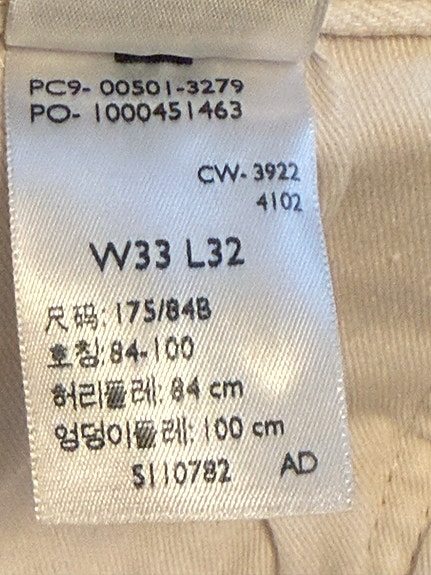 PC9- 00501-3279
PO- 1000451463
CW- 3922
4102
W33 L32
尺码: 175/84B
호칭: 84-100
허리둘레: 84 cm
엉덩이둘레: 100 cm
5110782 AD